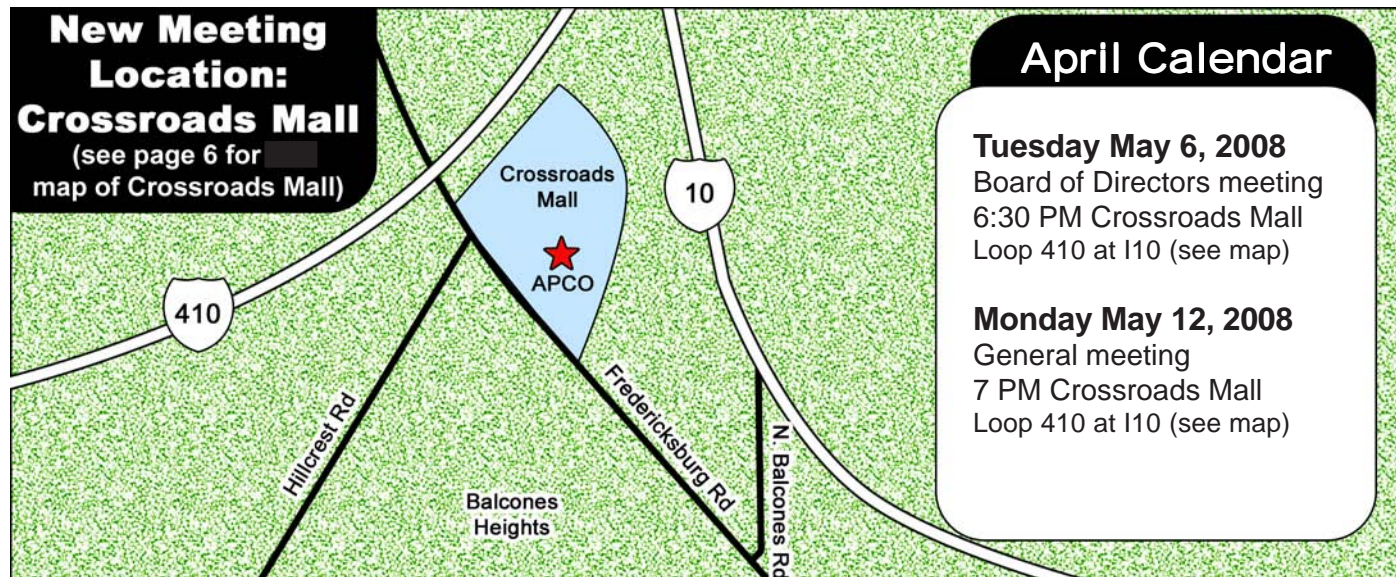 New Meeting
Location:
Crossroads Mall
(see page 6 for
map of Crossroads Mall)
April Calendar
Tuesday May 6, 2008
Board of Directors meeting
6:30 PM Crossroads Mall
Loop 410 at I10 (see map)
Monday May 12, 2008
General meeting
7 PM Crossroads Mall
Loop 410 at I10 (see map)
Crossroads
Mall
APCO
10
410
Hillcrest Rd
Fredericksburg Rd
N. Balcones Rd
Balcones
Heights